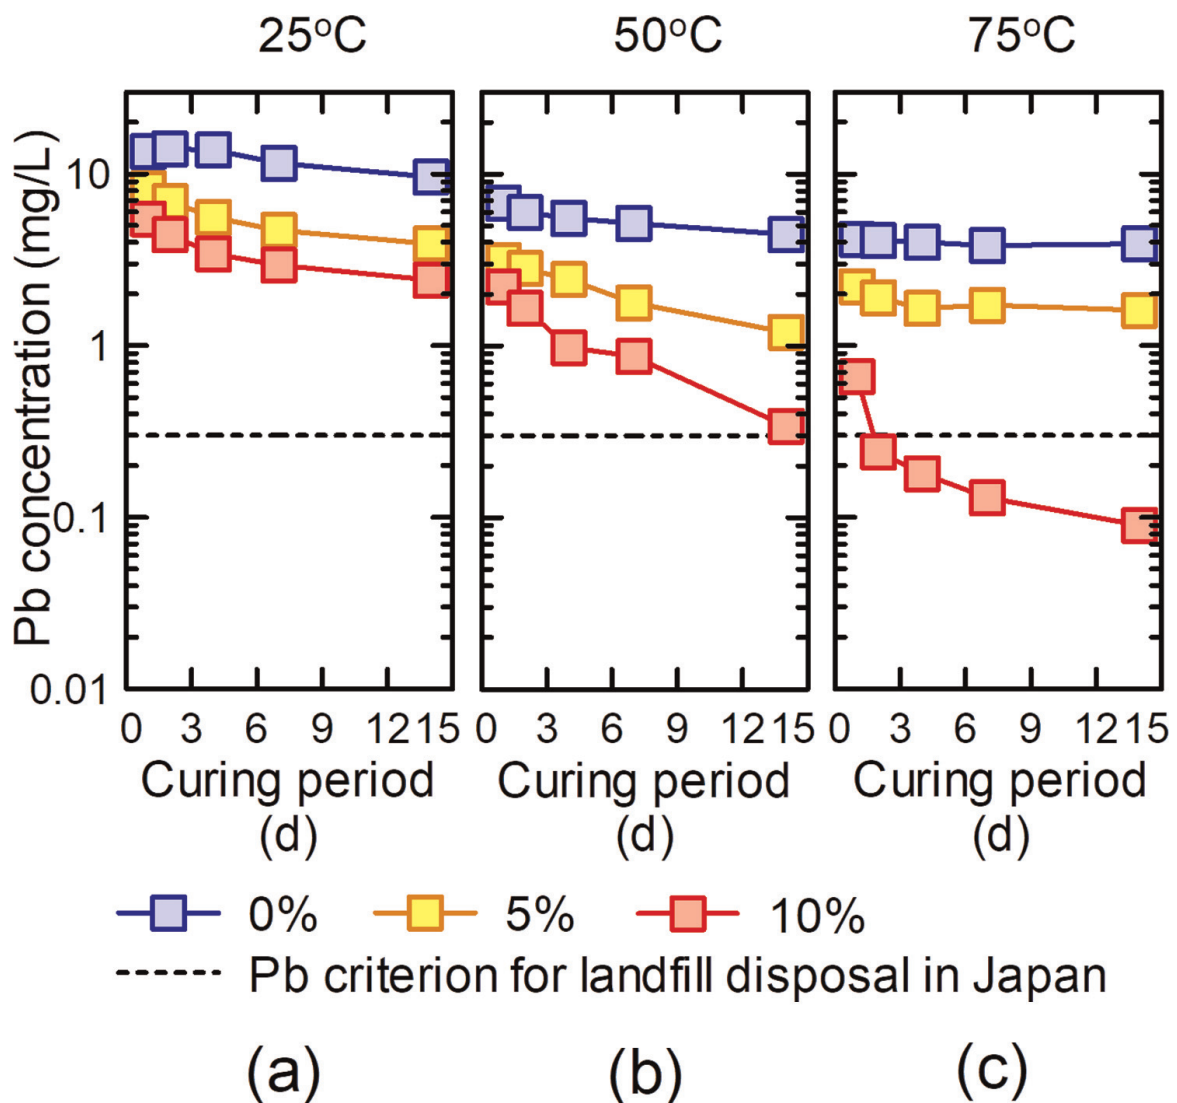 25°C 50°C 75°C
Pb concentration (mg/L)
10
1
0.1
0.01
0 3 6 9 12 15 0 3 6 9 12 15 0 3 6 9 12 15
Curing period Curing period Curing period
(d) (d) (d)
0% 5% 10%
Pb criterion for landfill disposal in Japan
(a) (b) (c)